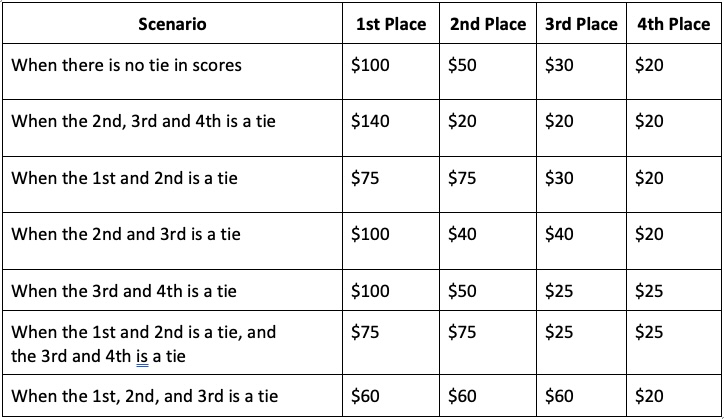 Scenario 1st Place 2nd Place 3rd Place 4th Place
When there is no tie in scores $100 $50 $30 $20
When the 2nd, 3rd and 4th is a tie $140 $20 $20 $20
When the 1st and 2nd is a tie $75 $75 $30 $20
When the 2nd and 3rd is a tie $100 $40 $40 $20
When the 3rd and 4th is a tie $100 $50 $25 $25
When the 1st and 2nd is a tie, and $75 $75 $25 $25
the 3rd and 4th is a tie
When the 1st, 2nd, and 3rd is a tie $60 $60 $60 $20